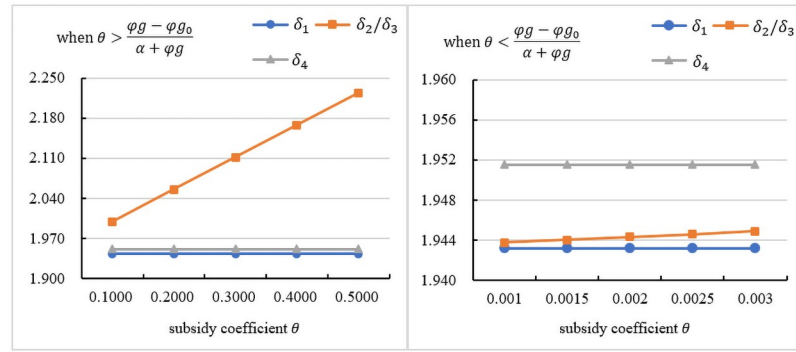 when θ > (φg − φg₀)/(α + φg)
δ₁
δ₂/δ₃
δ₄
2.250
2.180
2.110
2.040
1.970
1.900
0.1000 0.2000 0.3000 0.4000 0.5000
subsidy coefficient θ
when θ < (φg − φg₀)/(α + φg)
δ₁
δ₂/δ₃
δ₄
1.960
1.956
1.952
1.948
1.944
1.940
0.001 0.0015 0.002 0.0025 0.003
subsidy coefficient θ